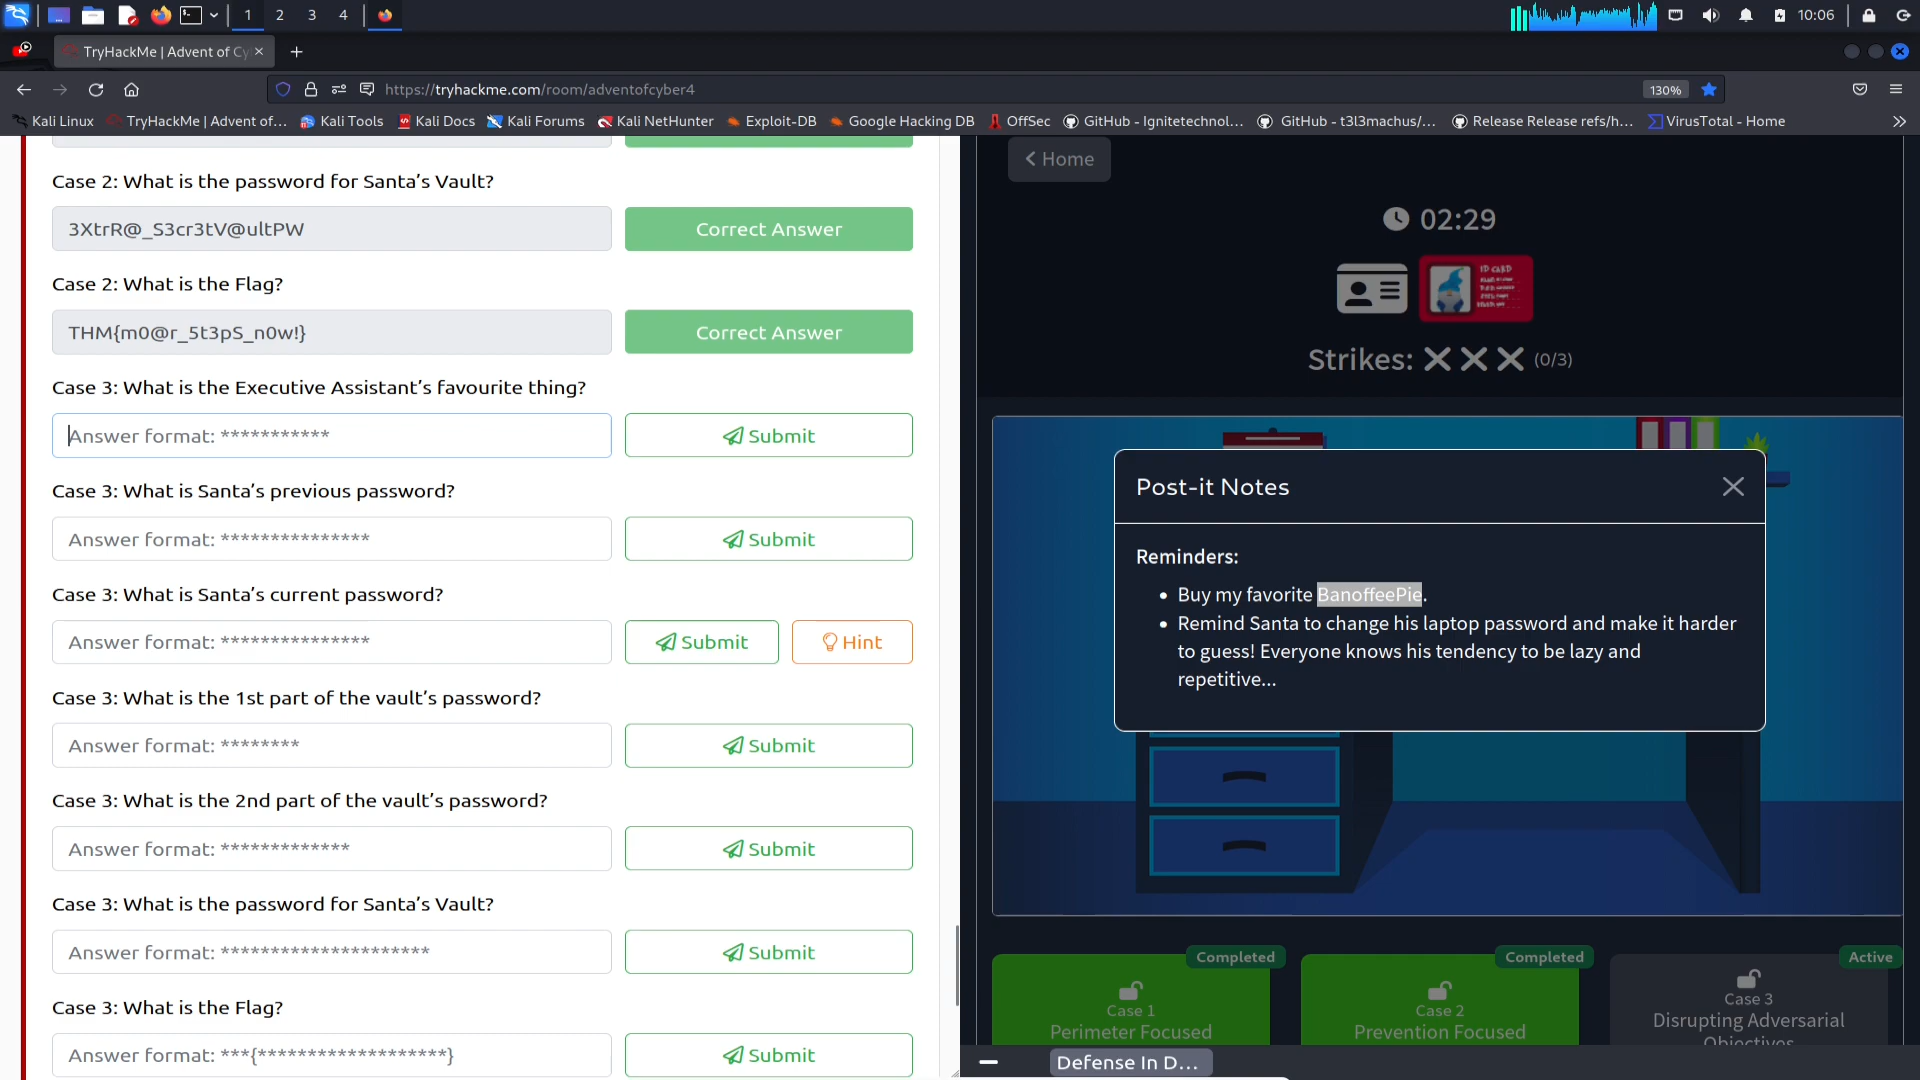 1
2
3
4
10:06
TryHackMe | Advent of Cy
https://tryhackme.com/room/adventofcyber4
130%
Kali Linux
TryHackMe | Advent of...
Kali Tools
Kali Docs
Kali Forums
Kali NetHunter
Exploit-DB
Google Hacking DB
OffSec
GitHub - Ignitetechnol...
GitHub - t3l3machus/...
Release Release refs/h...
VirusTotal - Home
Case 2: What is the password for Santa’s Vault?
3XtrR@_S3cr3tV@ultPW
Correct Answer
Case 2: What is the Flag?
THM{m0@r_5t3pS_n0w!}
Correct Answer
Case 3: What is the Executive Assistant’s favourite thing?
Answer format: ***********
Submit
Case 3: What is Santa’s previous password?
Answer format: ***************
Submit
Case 3: What is Santa’s current password?
Answer format: ***************
Submit
Hint
Case 3: What is the 1st part of the vault’s password?
Answer format: ********
Submit
Case 3: What is the 2nd part of the vault’s password?
Answer format: *************
Submit
Case 3: What is the password for Santa’s Vault?
Answer format: *********************
Submit
Case 3: What is the Flag?
Answer format: ***{*******************}
Submit
Home
02:29
ID CARD
Strikes: (0/3)
Post-it Notes
Reminders:
Buy my favorite BanoffeePie.
Remind Santa to change his laptop password and make it harder
to guess! Everyone knows his tendency to be lazy and
repetitive...
Completed
Case 1
Perimeter Focused
Completed
Case 2
Prevention Focused
Active
Case 3
Disrupting Adversarial
Objectives
Defense In D...